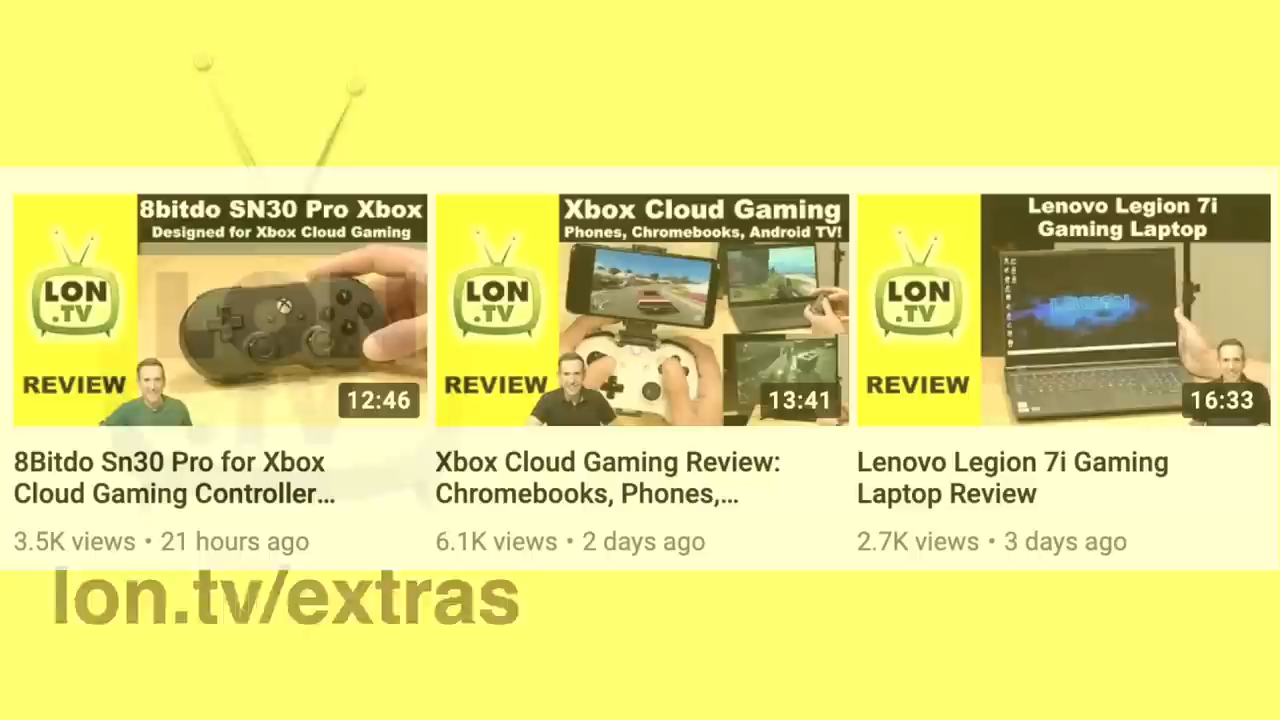 8bitdo SN30 Pro Xbox
Designed for Xbox Cloud Gaming
LON
.TV
REVIEW
12:46
8Bitdo Sn30 Pro for Xbox
Cloud Gaming Controller...
3.5K views • 21 hours ago
Xbox Cloud Gaming
Phones, Chromebooks, Android TV!
LON
.TV
REVIEW
13:41
Xbox Cloud Gaming Review:
Chromebooks, Phones,...
6.1K views • 2 days ago
Lenovo Legion 7i
Gaming Laptop
LON
.TV
LEGION
REVIEW
16:33
Lenovo Legion 7i Gaming
Laptop Review
2.7K views • 3 days ago
LON
.TV
lon.tv/extras